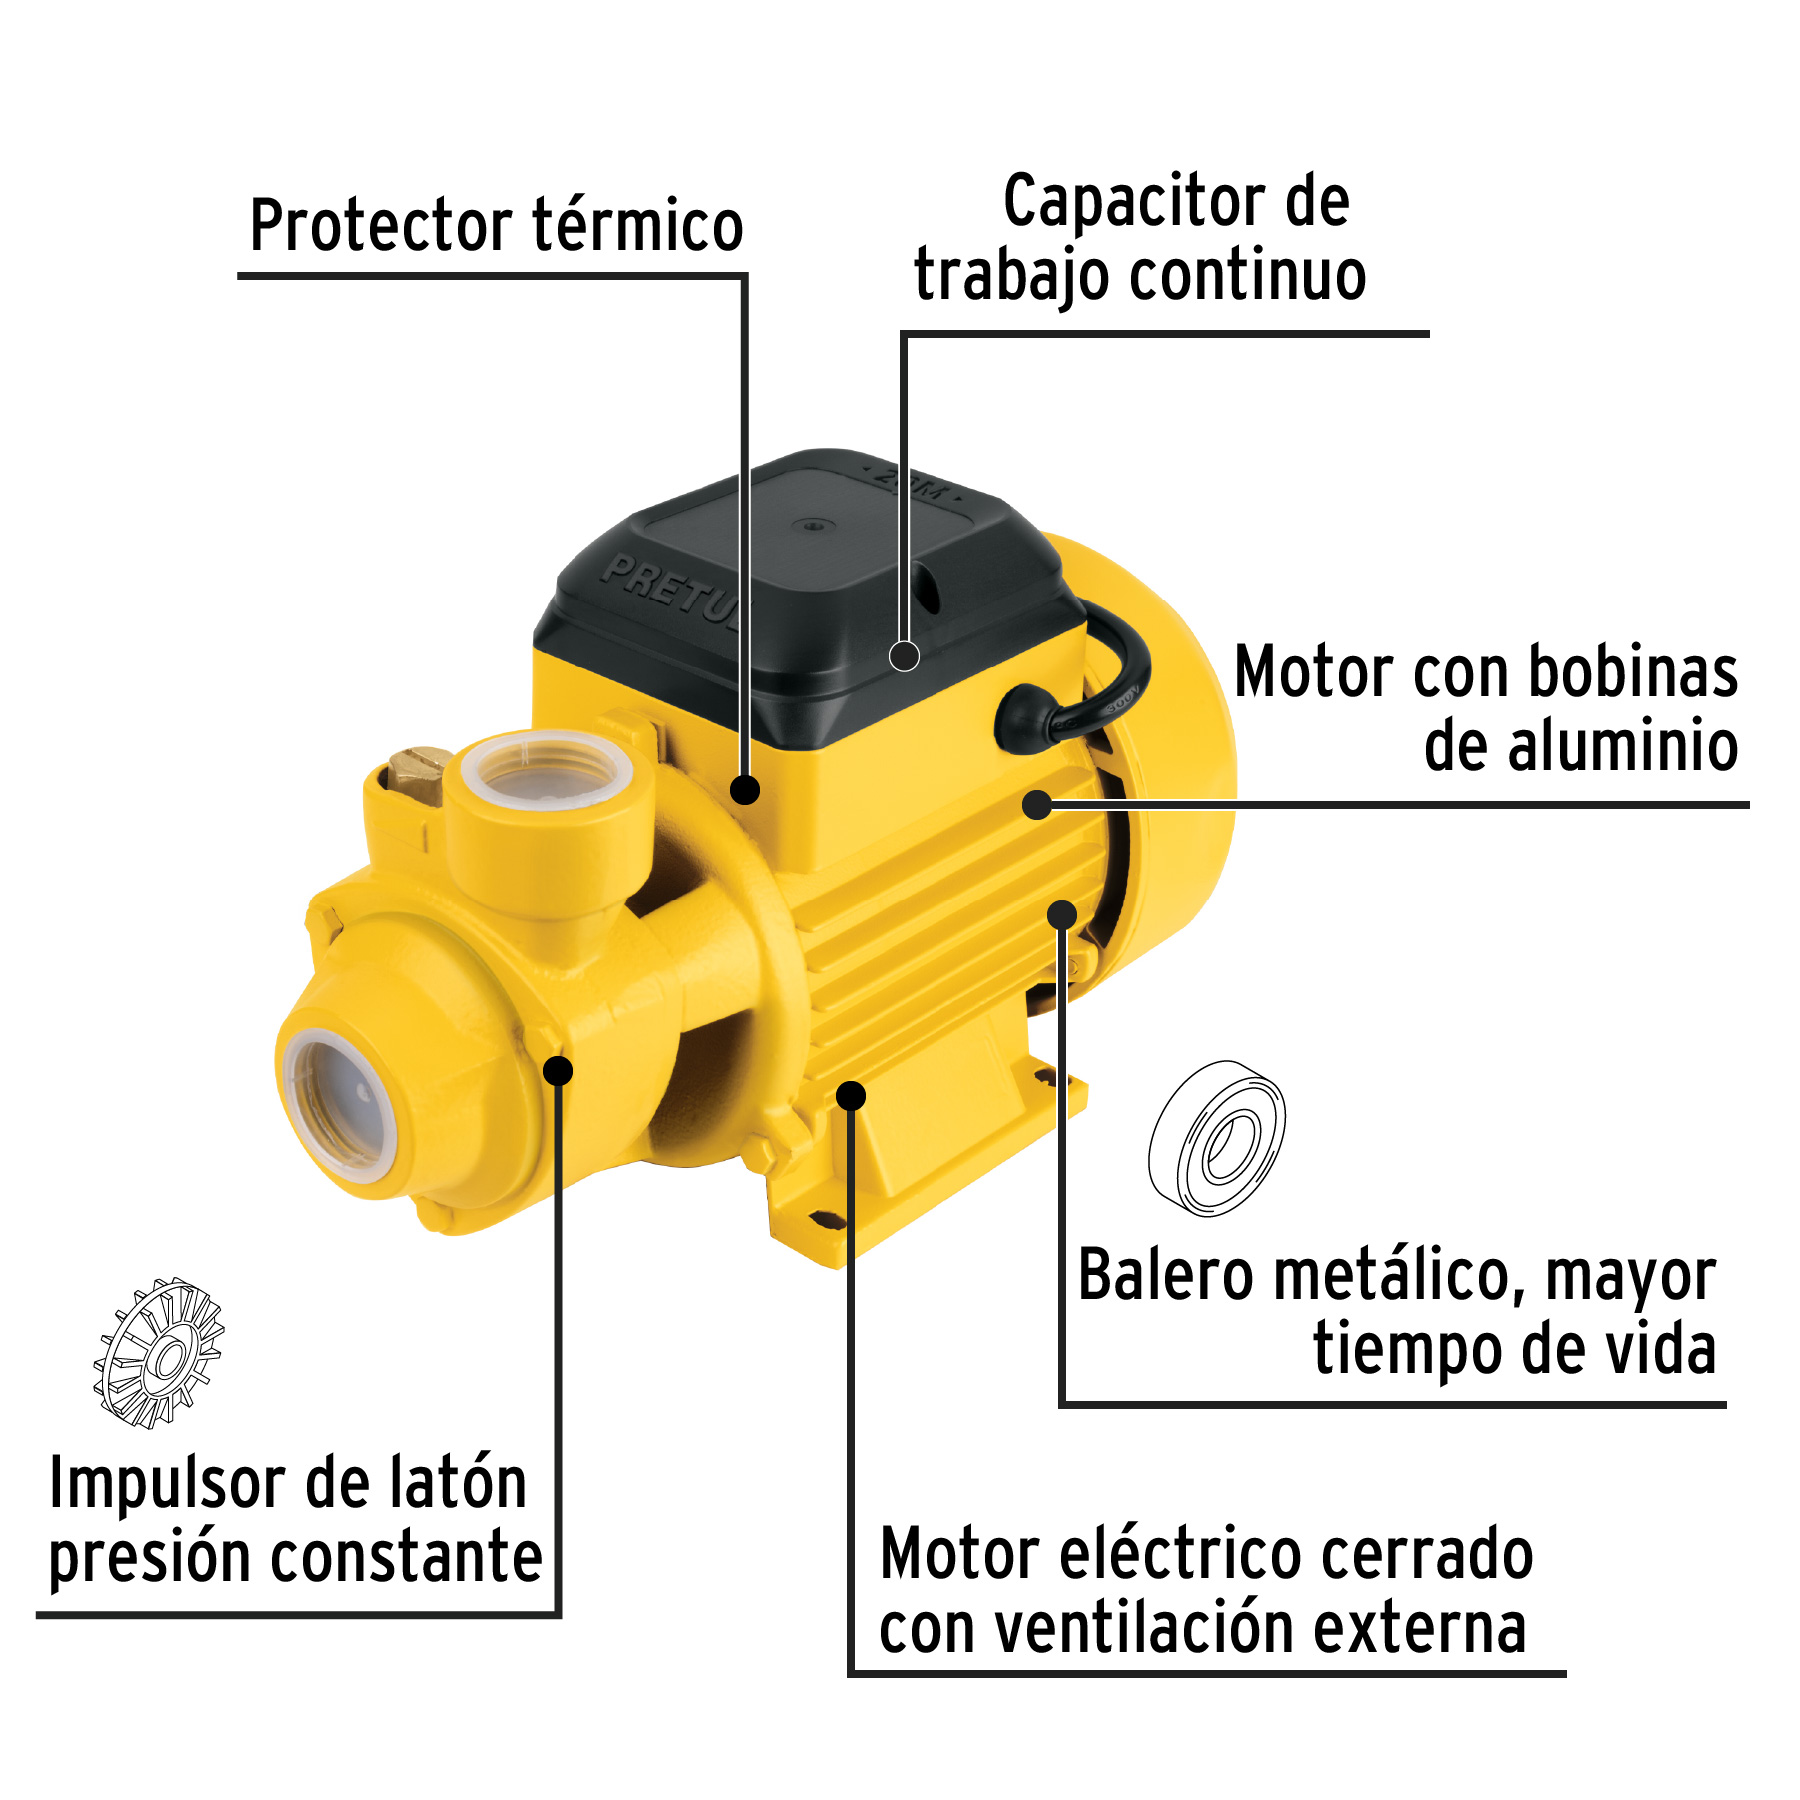 Protector térmico
Capacitor de
trabajo continuo
PRETUL
Motor con bobinas
de aluminio
300V
Balero metálico, mayor
tiempo de vida
Impulsor de latón
presión constante
Motor eléctrico cerrado
con ventilación externa